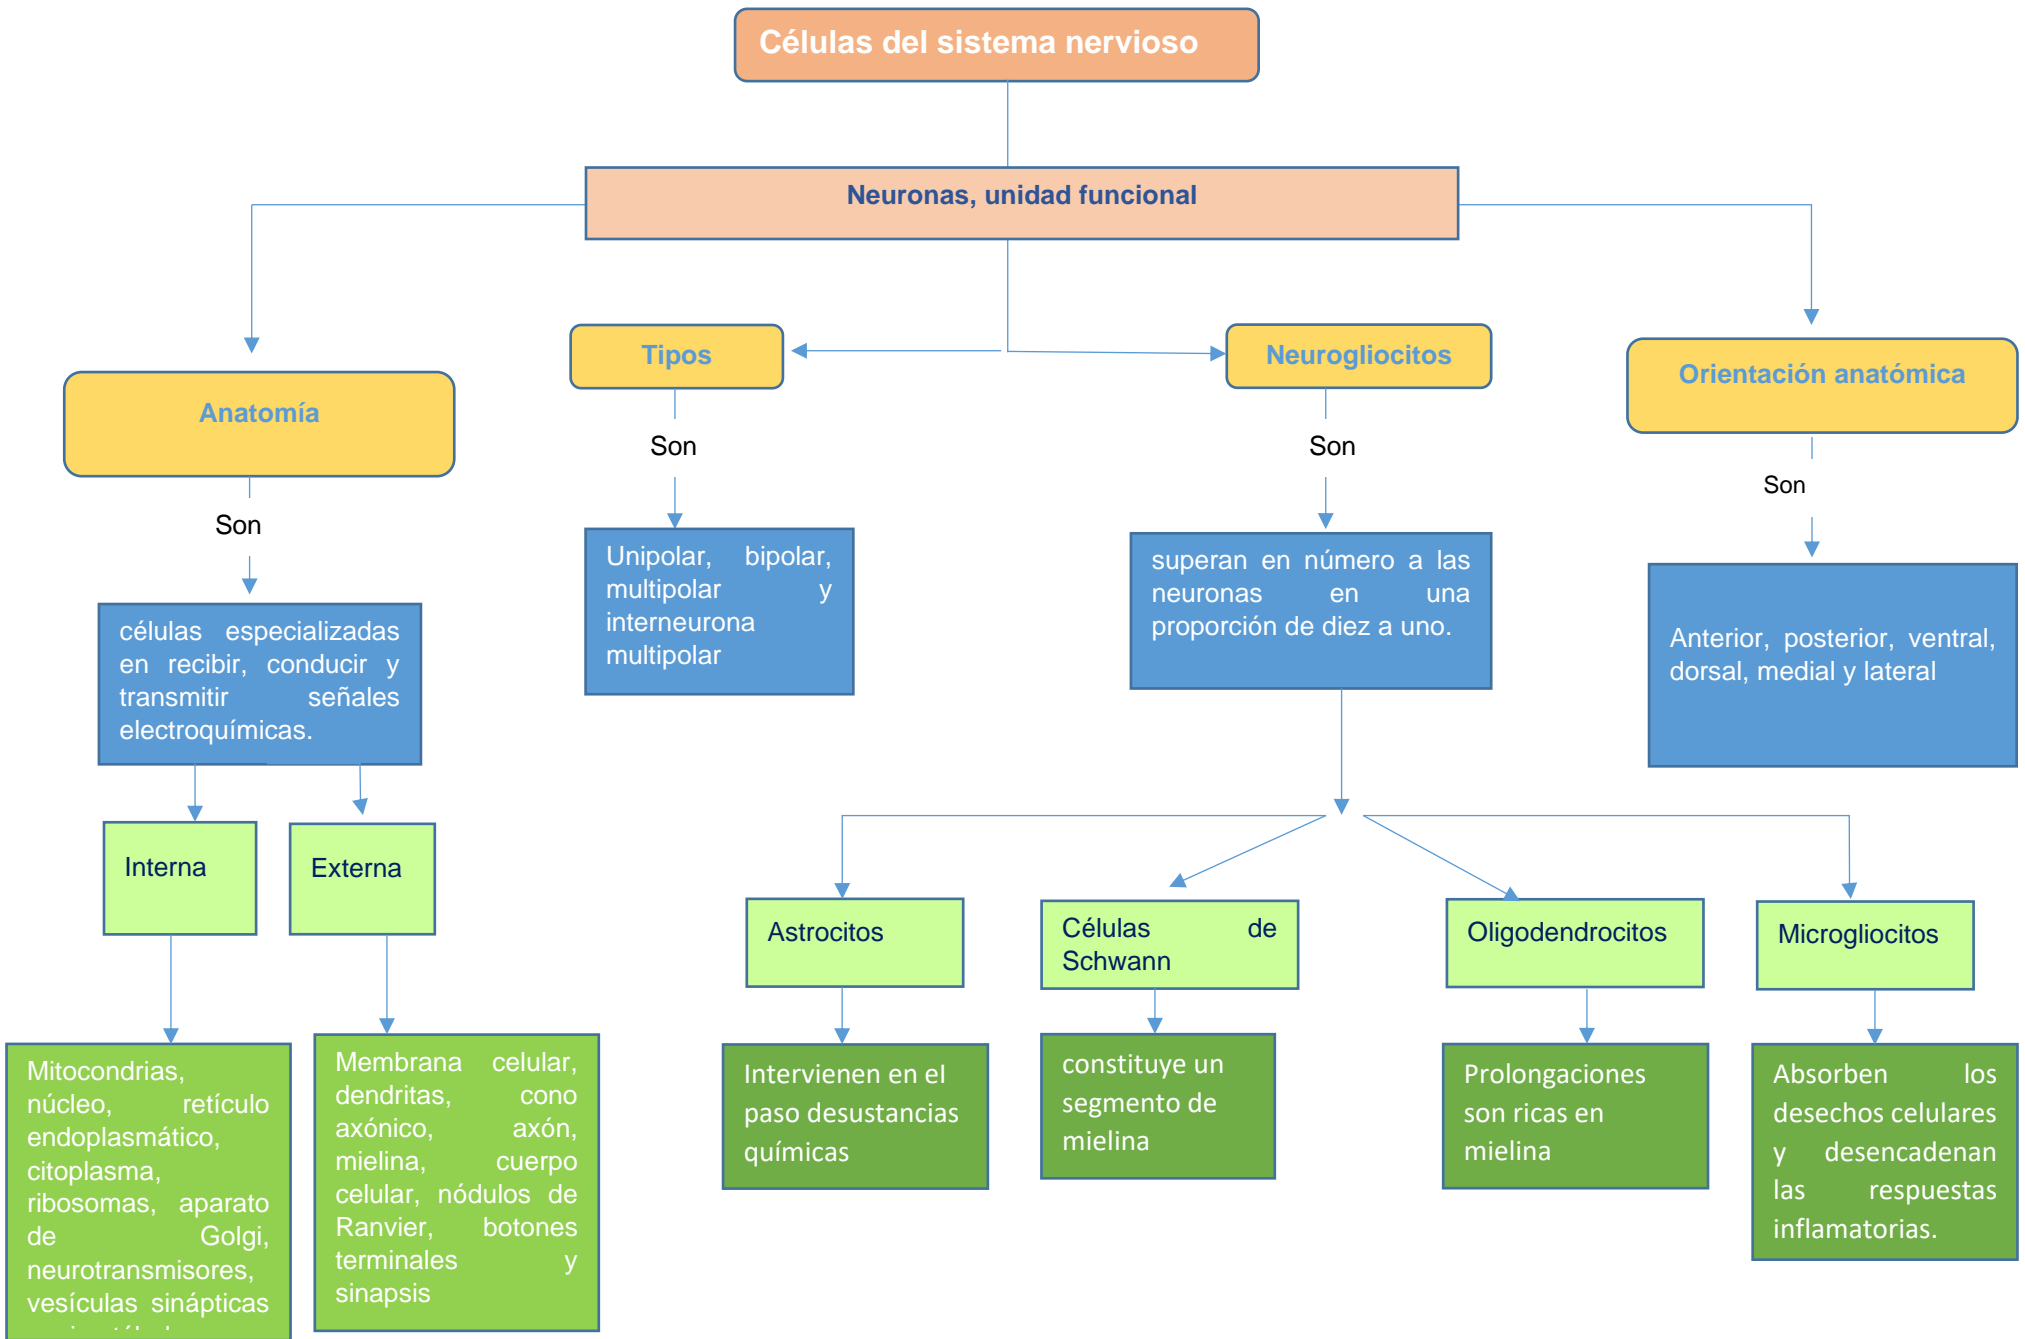 Células del sistema nervioso
Neuronas, unidad funcional
Tipos
Neurogliocitos
Orientación anatómica
Anatomía
Son
Son
Son
Son
Unipolar, bipolar,
multipolar y
interneurona
multipolar
superan en número a las
neuronas en una
proporción de diez a uno.
Anterior, posterior, ventral,
dorsal, medial y lateral
células especializadas
en recibir, conducir y
transmitir señales
electroquímicas.
Interna
Externa
Astrocitos
Células de
Schwann
Oligodendrocitos
Microgliocitos
Mitocondrias,
núcleo, retículo
endoplasmático,
citoplasma,
ribosomas, aparato
de Golgi,
neurotransmisores,
vesículas sinápticas
Membrana celular,
dendritas, cono
axónico, axón,
mielina, cuerpo
celular, nódulos de
Ranvier, botones
terminales y
sinapsis
Intervienen en el
paso desustancias
químicas
constituye un
segmento de
mielina
Prolongaciones
son ricas en
mielina
Absorben los
desechos celulares
y desencadenan
las respuestas
inflamatorias.